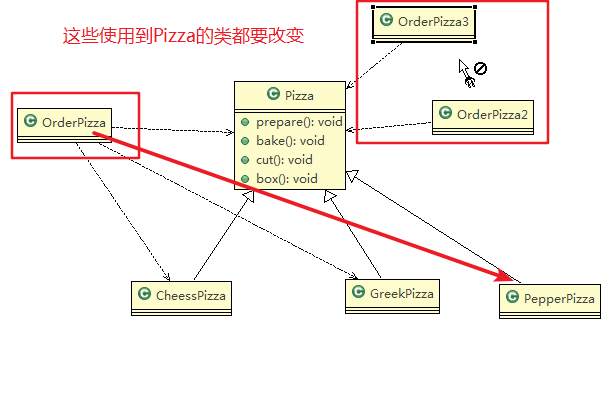 这些使用到Pizza的类都要改变
OrderPizza3
OrderPizza
Pizza
prepare(): void
bake(): void
cut(): void
box(): void
OrderPizza2
CheessPizza
GreekPizza
PepperPizza